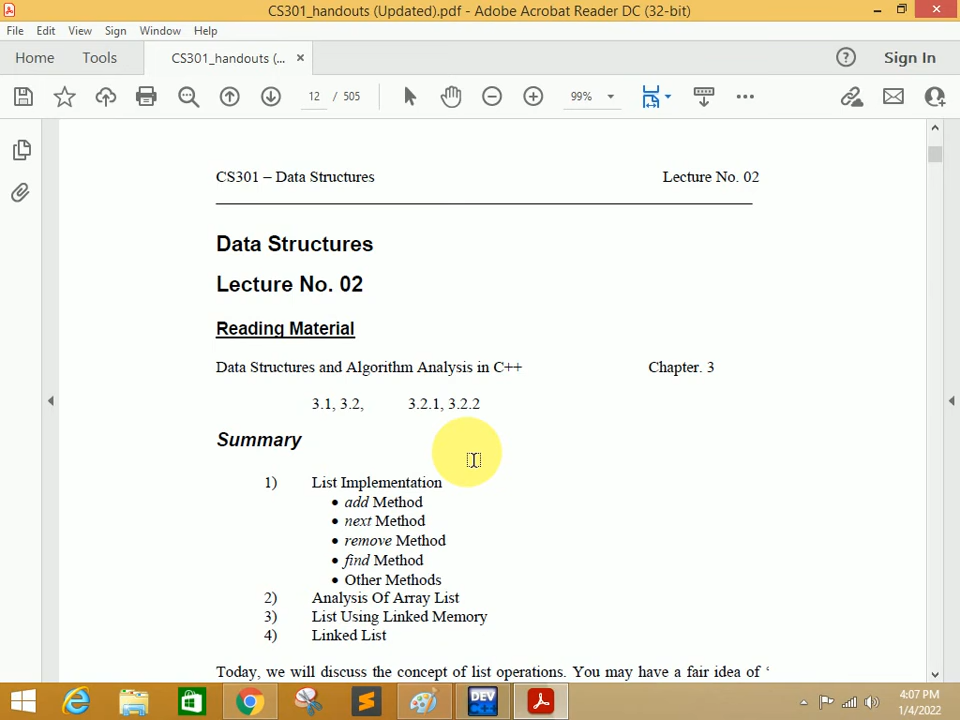 CS301_handouts (Updated).pdf - Adobe Acrobat Reader DC (32-bit)
File Edit View Sign Window Help
Home Tools CS301_handouts (... × Sign In
12 / 505 99%
CS301 – Data Structures Lecture No. 02
Data Structures
Lecture No. 02
Reading Material
Data Structures and Algorithm Analysis in C++ Chapter. 3
3.1, 3.2, 3.2.1, 3.2.2
Summary
1) List Implementation
• add Method
• next Method
• remove Method
• find Method
• Other Methods
2) Analysis Of Array List
3) List Using Linked Memory
4) Linked List
Today, we will discuss the concept of list operations. You may have a fair idea of ‘
DEV
4:07 PM
1/4/2022